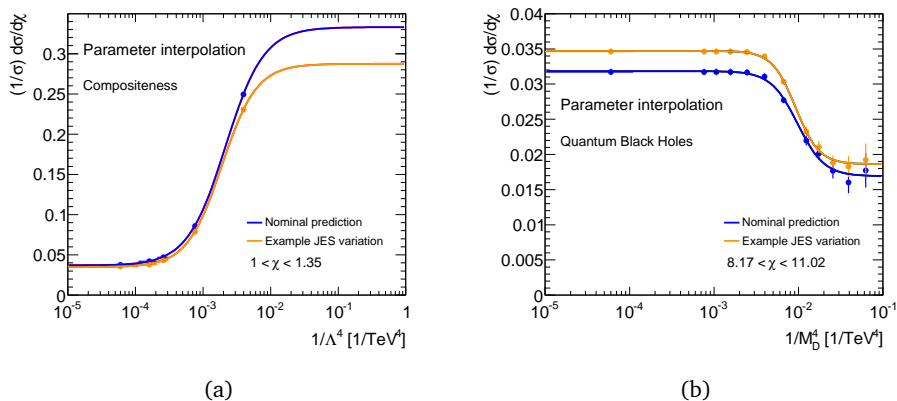 (1/σ) dσ/dχ
0.3
0.25
0.2
0.15
0.1
0.05
0
Parameter interpolation
Compositeness
Nominal prediction
Example JES variation
1 < χ < 1.35
10⁻⁵ 10⁻⁴ 10⁻³ 10⁻² 10⁻¹ 1
1/Λ⁴ [1/TeV⁴]
(a)
(1/σ) dσ/dχ
0.04
0.035
0.03
0.025
0.02
0.015
0.01
0.005
0
Parameter interpolation
Quantum Black Holes
Nominal prediction
Example JES variation
8.17 < χ < 11.02
10⁻⁵ 10⁻⁴ 10⁻³ 10⁻² 10⁻¹
1/M_D⁴ [1/TeV⁴]
(b)